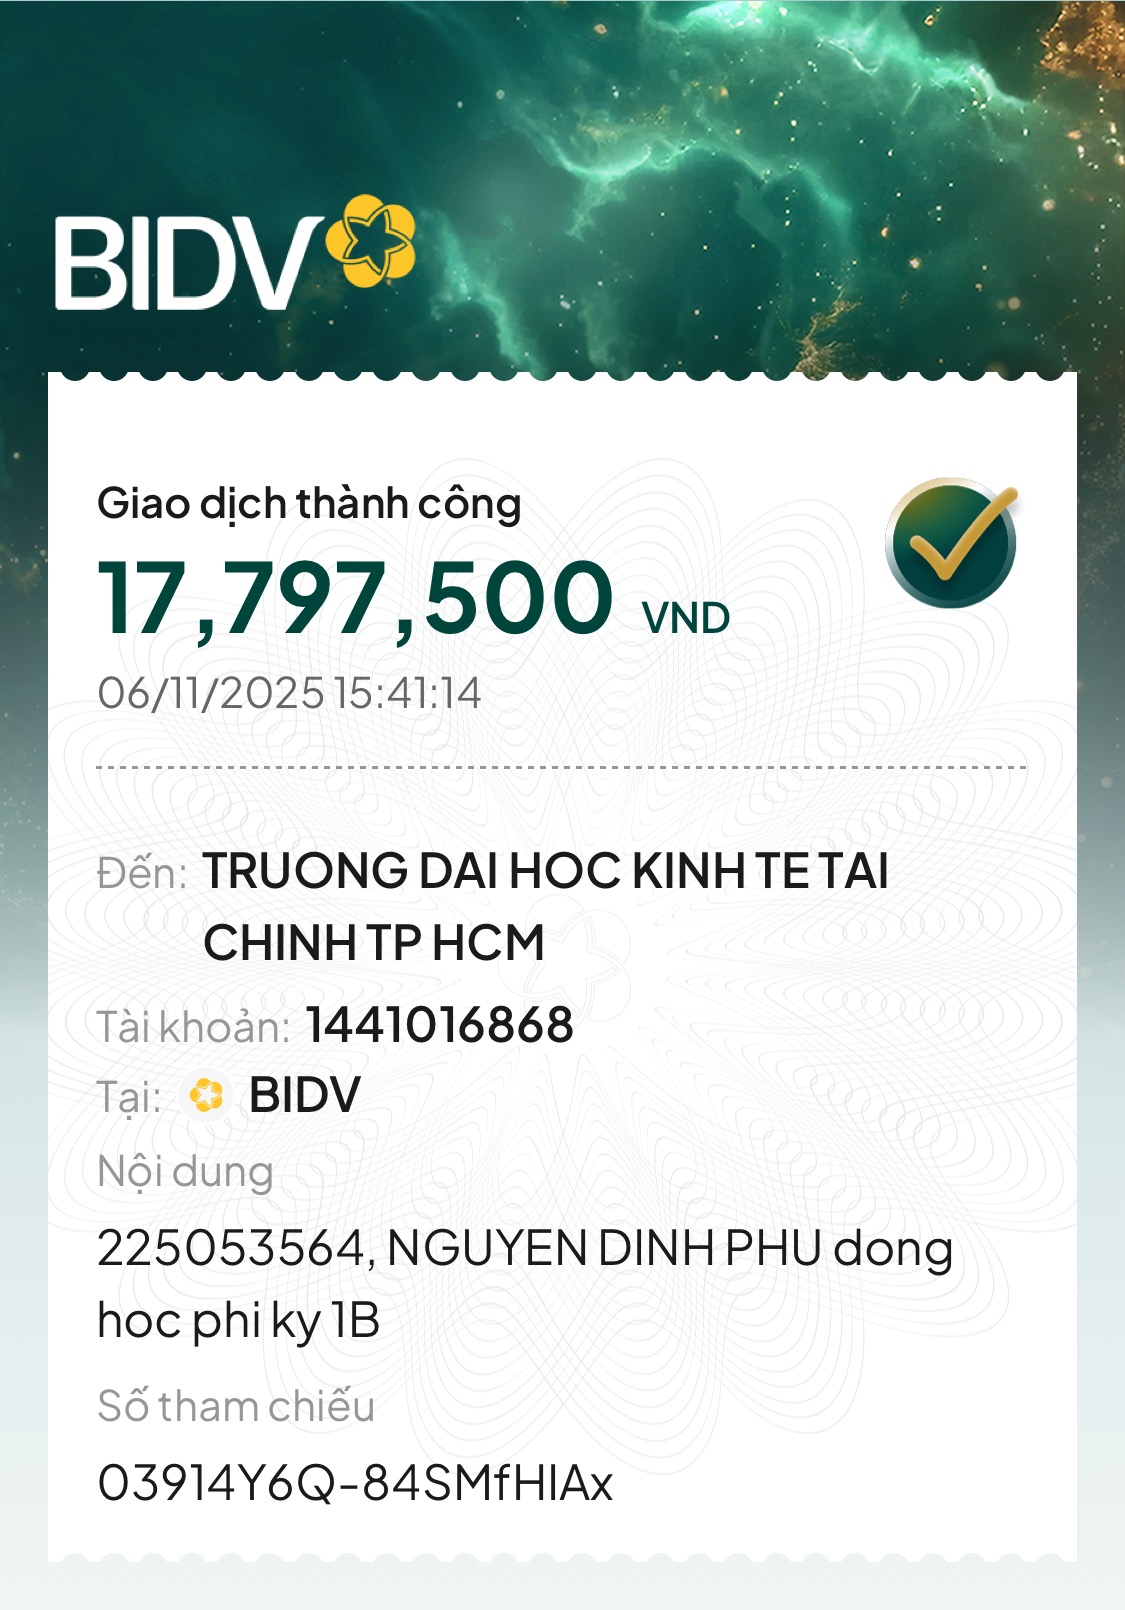 BIDV
Giao dịch thành công
17,797,500 VND
06/11/2025 15:41:14
Đến: TRUONG DAI HOC KINH TE TAI
CHINH TP HCM
Tài khoản: 1441016868
Tại: BIDV
Nội dung
225053564, NGUYEN DINH PHU dong
hoc phi ky 1B
Số tham chiếu
03914Y6Q-84SMfHIAx